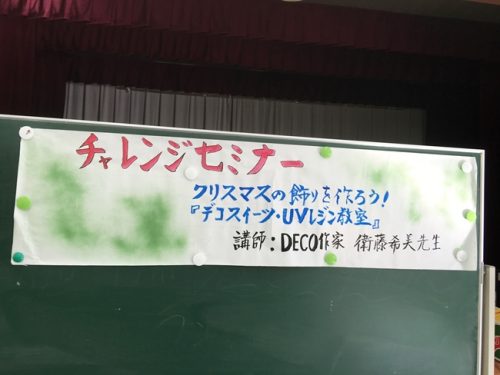 チャレンジセミナー
クリスマスの飾りを作ろう!
『デコスイーツ・UVレジン教室』
講師:DECO作家 衛藤希美先生